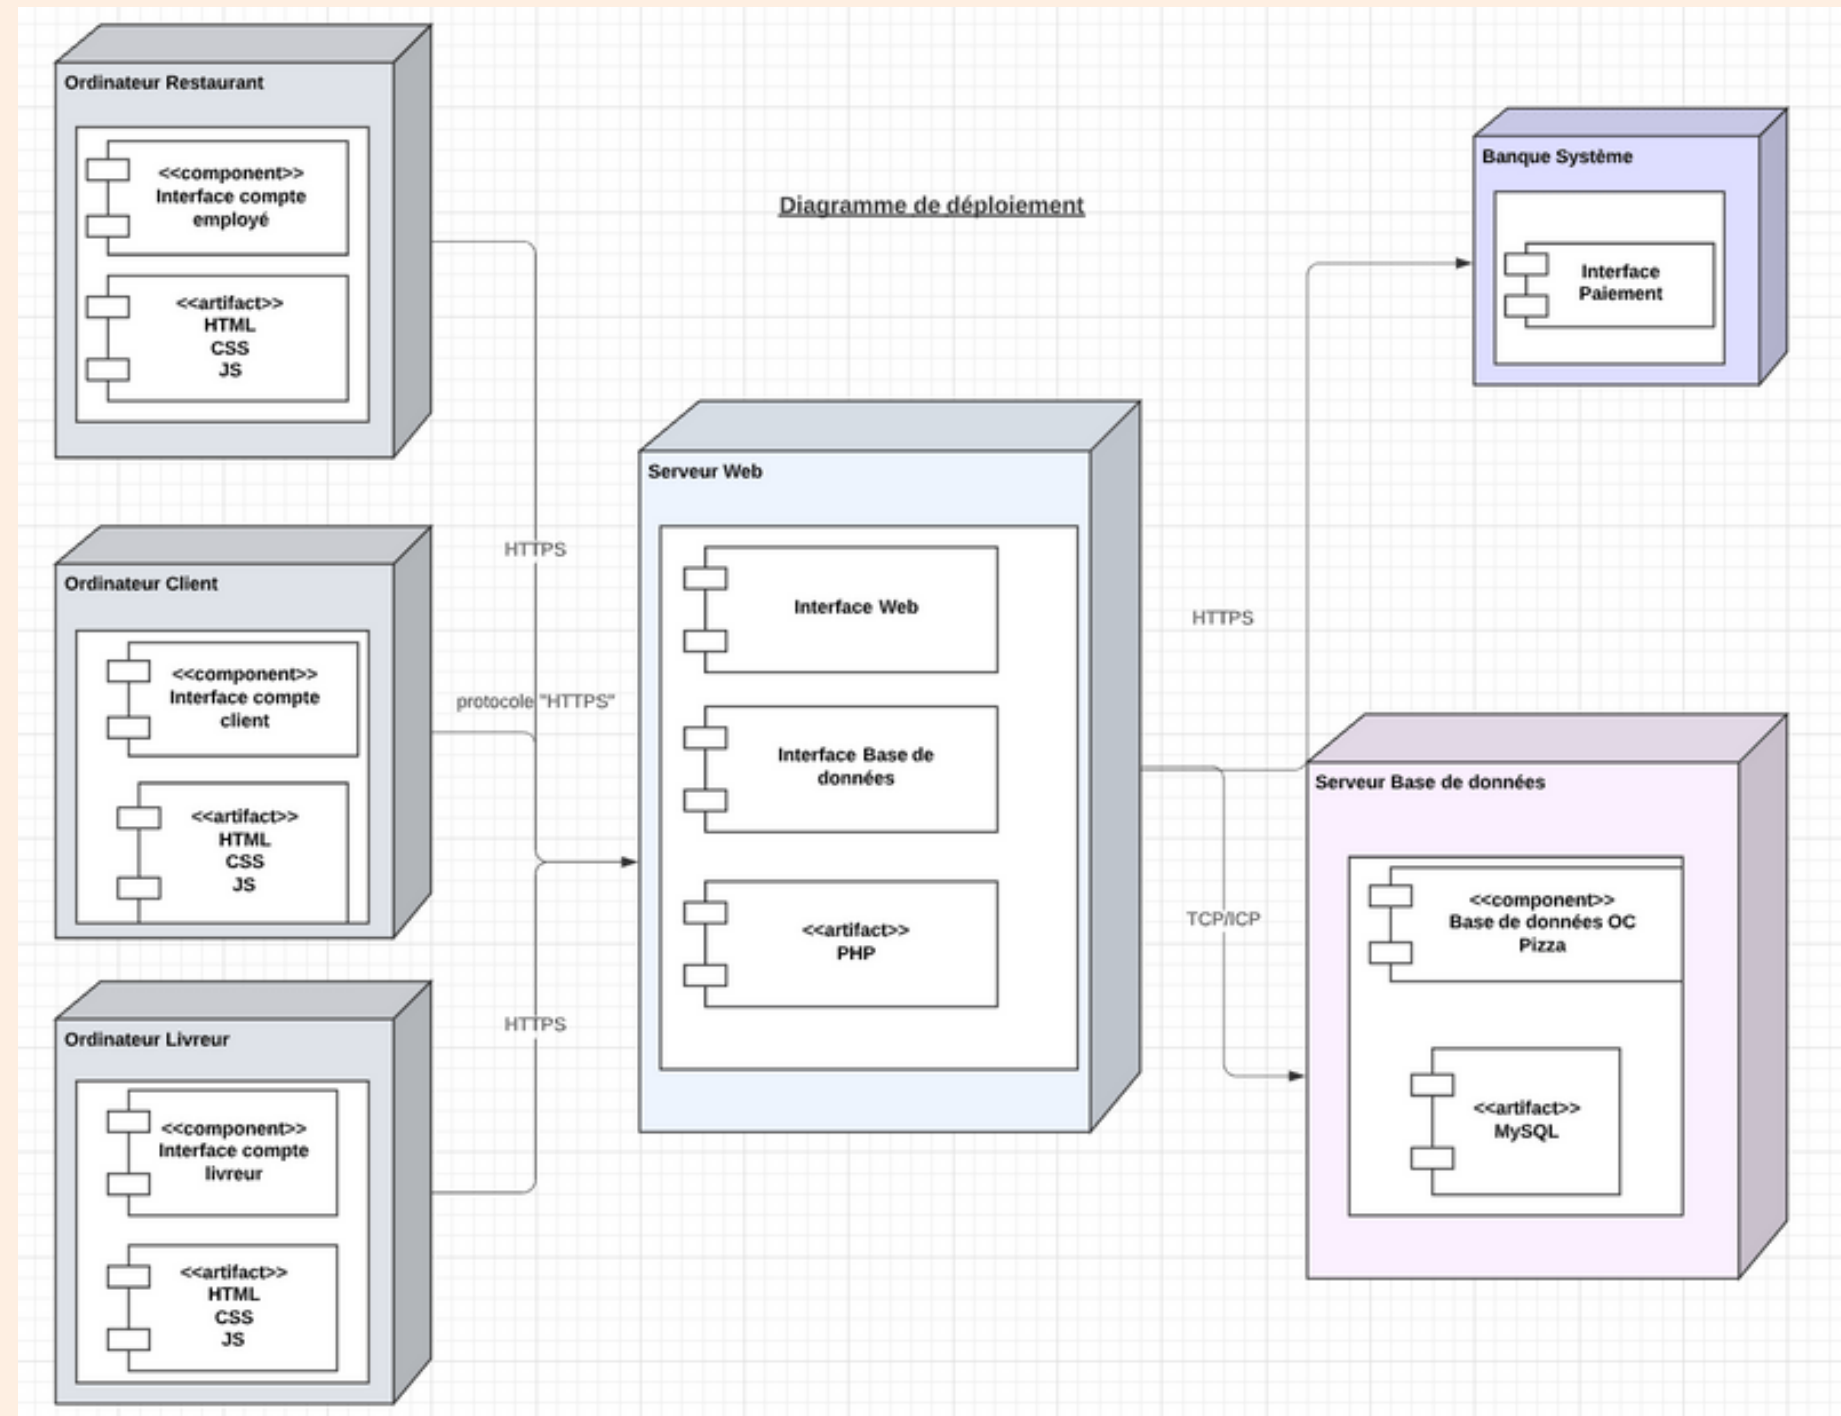 Ordinateur Restaurant
<<component>>
Interface compte
employé
<<artifact>>
HTML
CSS
JS
Ordinateur Client
<<component>>
Interface compte
client
<<artifact>>
HTML
CSS
JS
Ordinateur Livreur
<<component>>
Interface compte
livreur
<<artifact>>
HTML
CSS
JS
HTTPS
protocole "HTTPS"
HTTPS
Diagramme de déploiement
Serveur Web
Interface Web
Interface Base de
données
<<artifact>>
PHP
HTTPS
TCP/ICP
Banque Système
Interface
Paiement
Serveur Base de données
<<component>>
Base de données OC
Pizza
<<artifact>>
MySQL